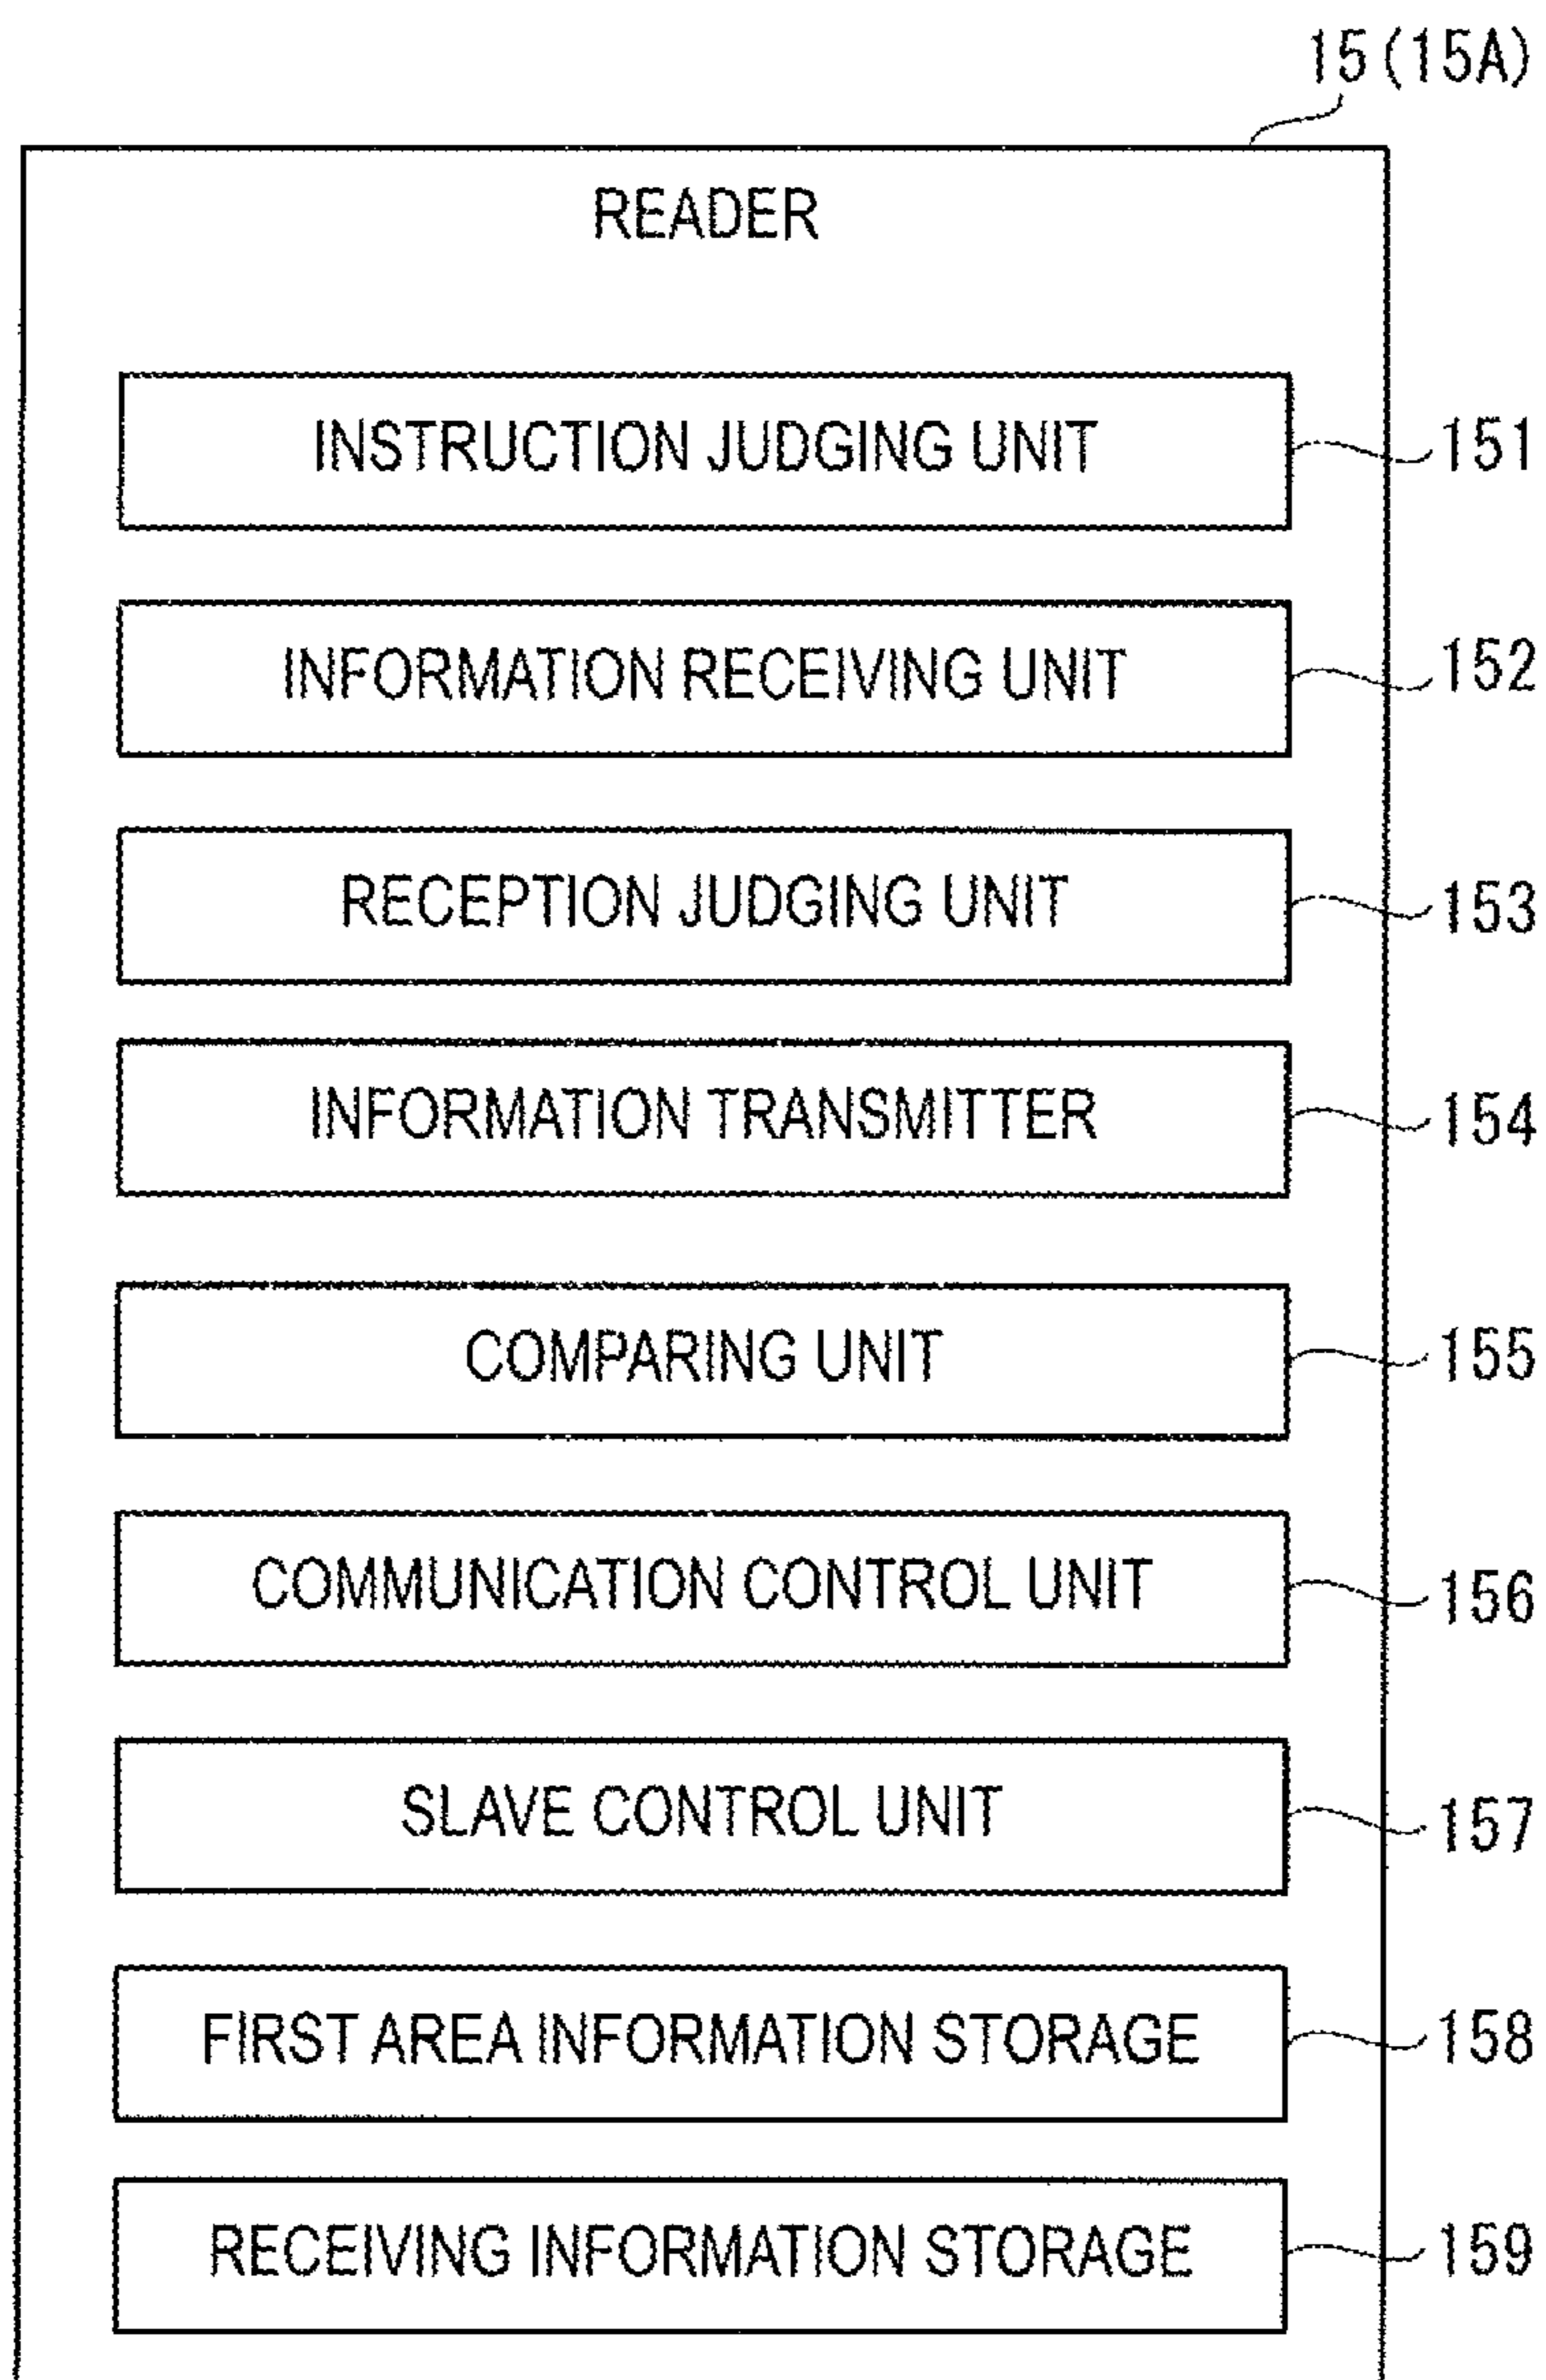 15(15A)
READER
INSTRUCTION JUDGING UNIT 151
INFORMATION RECEIVING UNIT 152
RECEPTION JUDGING UNIT 153
INFORMATION TRANSMITTER 154
COMPARING UNIT 155
COMMUNICATION CONTROL UNIT 156
SLAVE CONTROL UNIT 157
FIRST AREA INFORMATION STORAGE 158
RECEIVING INFORMATION STORAGE 159